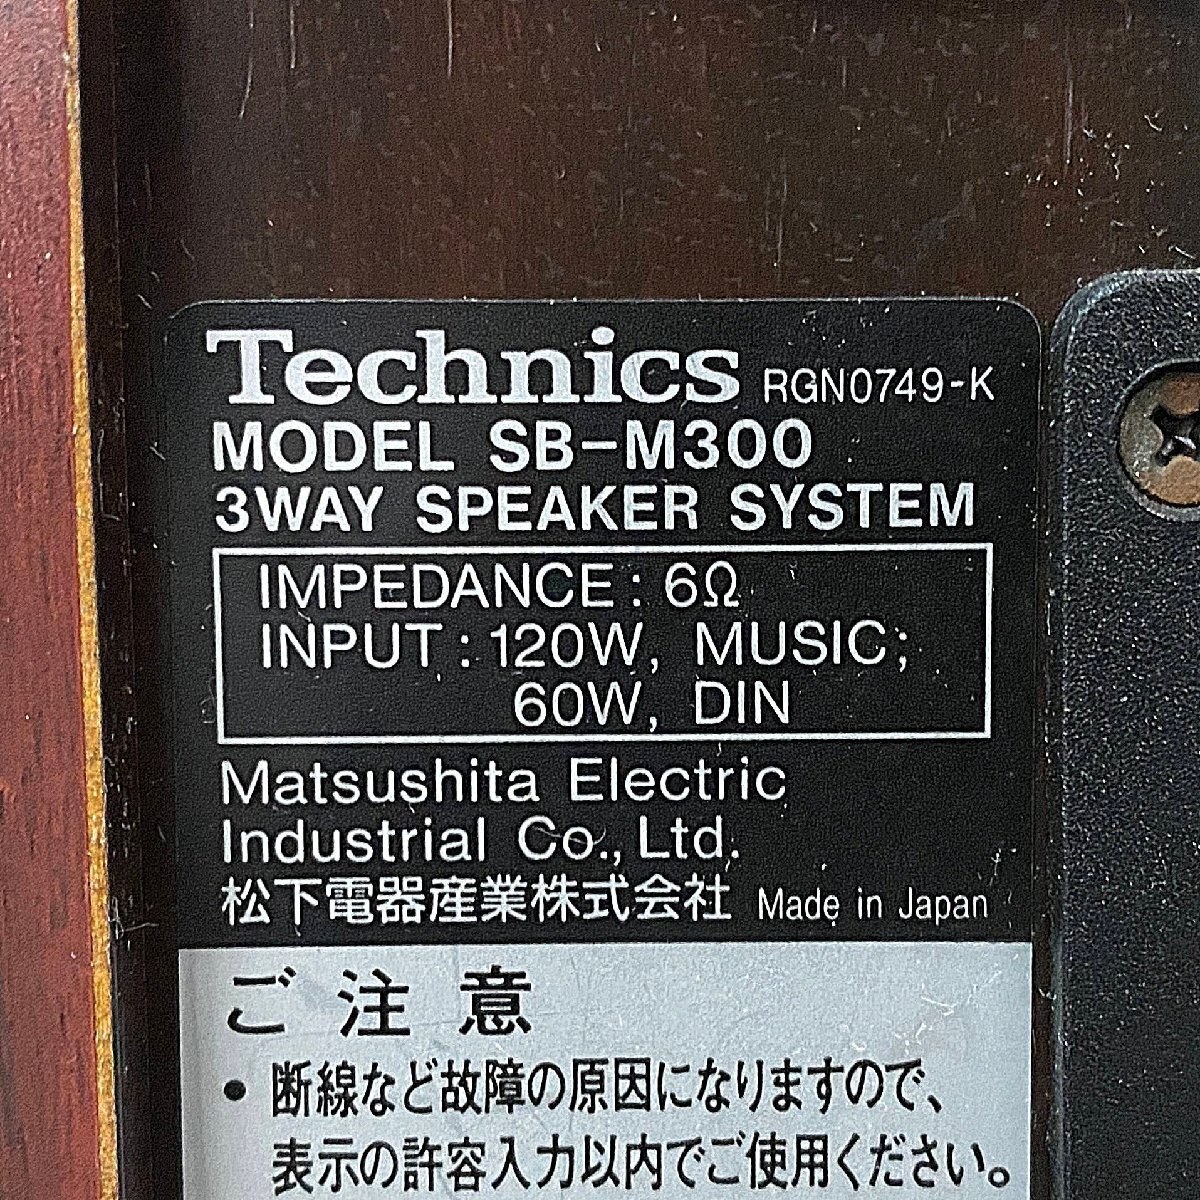 Technics RGN0749-K
MODEL SB-M300
3WAY SPEAKER SYSTEM
IMPEDANCE : 6Ω
INPUT : 120W, MUSIC;
60W, DIN
Matsushita Electric
Industrial Co., Ltd.
松下電器産業株式会社 Made in Japan
ご注意
• 断線など故障の原因になりますので、
表示の許容入力以内でご使用ください。